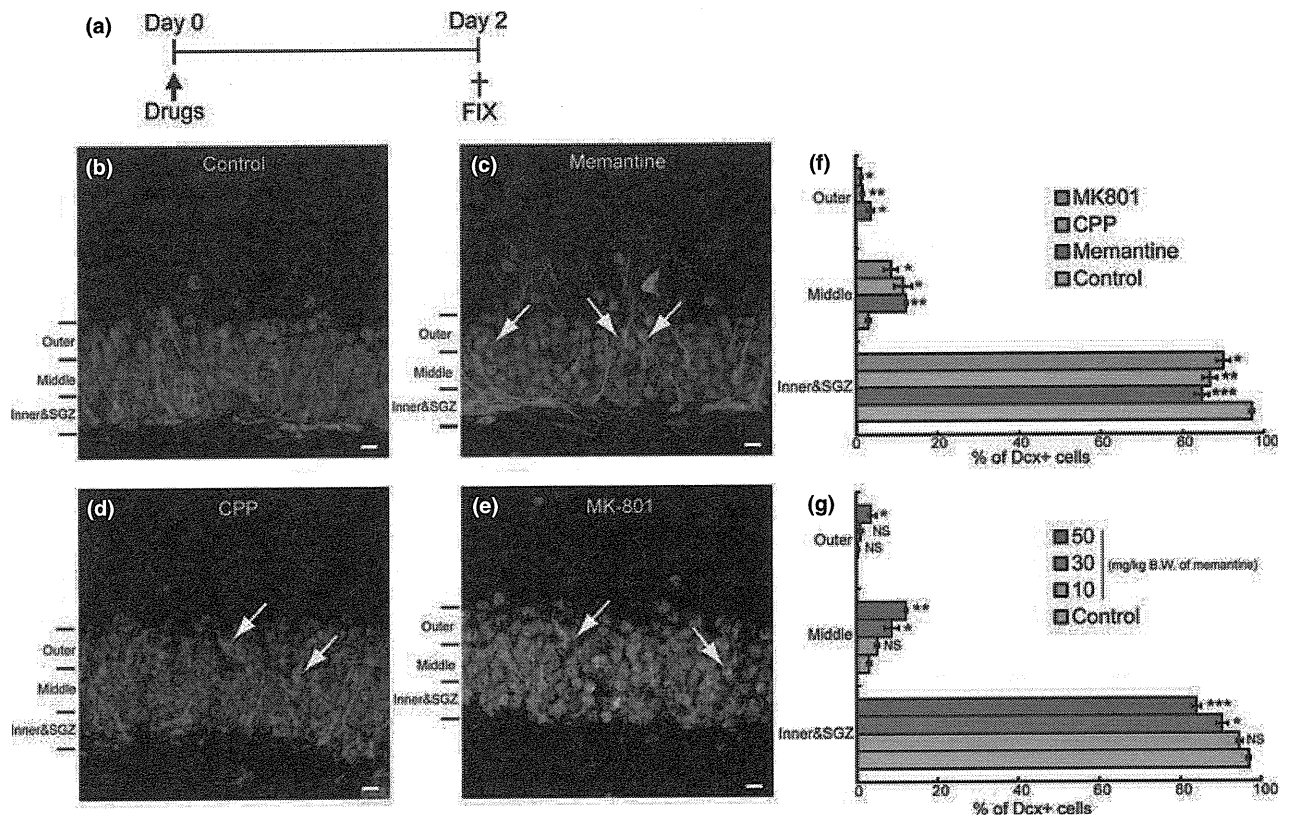 (a) Day 0 Day 2
Drugs FIX
(b) Control
Outer
Middle
Inner&SGZ
(c) Memantine
Outer
Middle
Inner&SGZ
(d) CPP
Outer
Middle
Inner&SGZ
(e) MK-801
Outer
Middle
Inner&SGZ
(f)
Outer * ** *
Middle * * **
Inner&SGZ * ** ***
MK801
CPP
Memantine
Control
0 20 40 60 80 100
% of Dcx+ cells
(g)
Outer * NS NS
Middle ** * NS
Inner&SGZ *** * NS
50
30 (mg/kg B.W. of memantine)
10
Control
0 20 40 60 80 100
% of Dcx+ cells